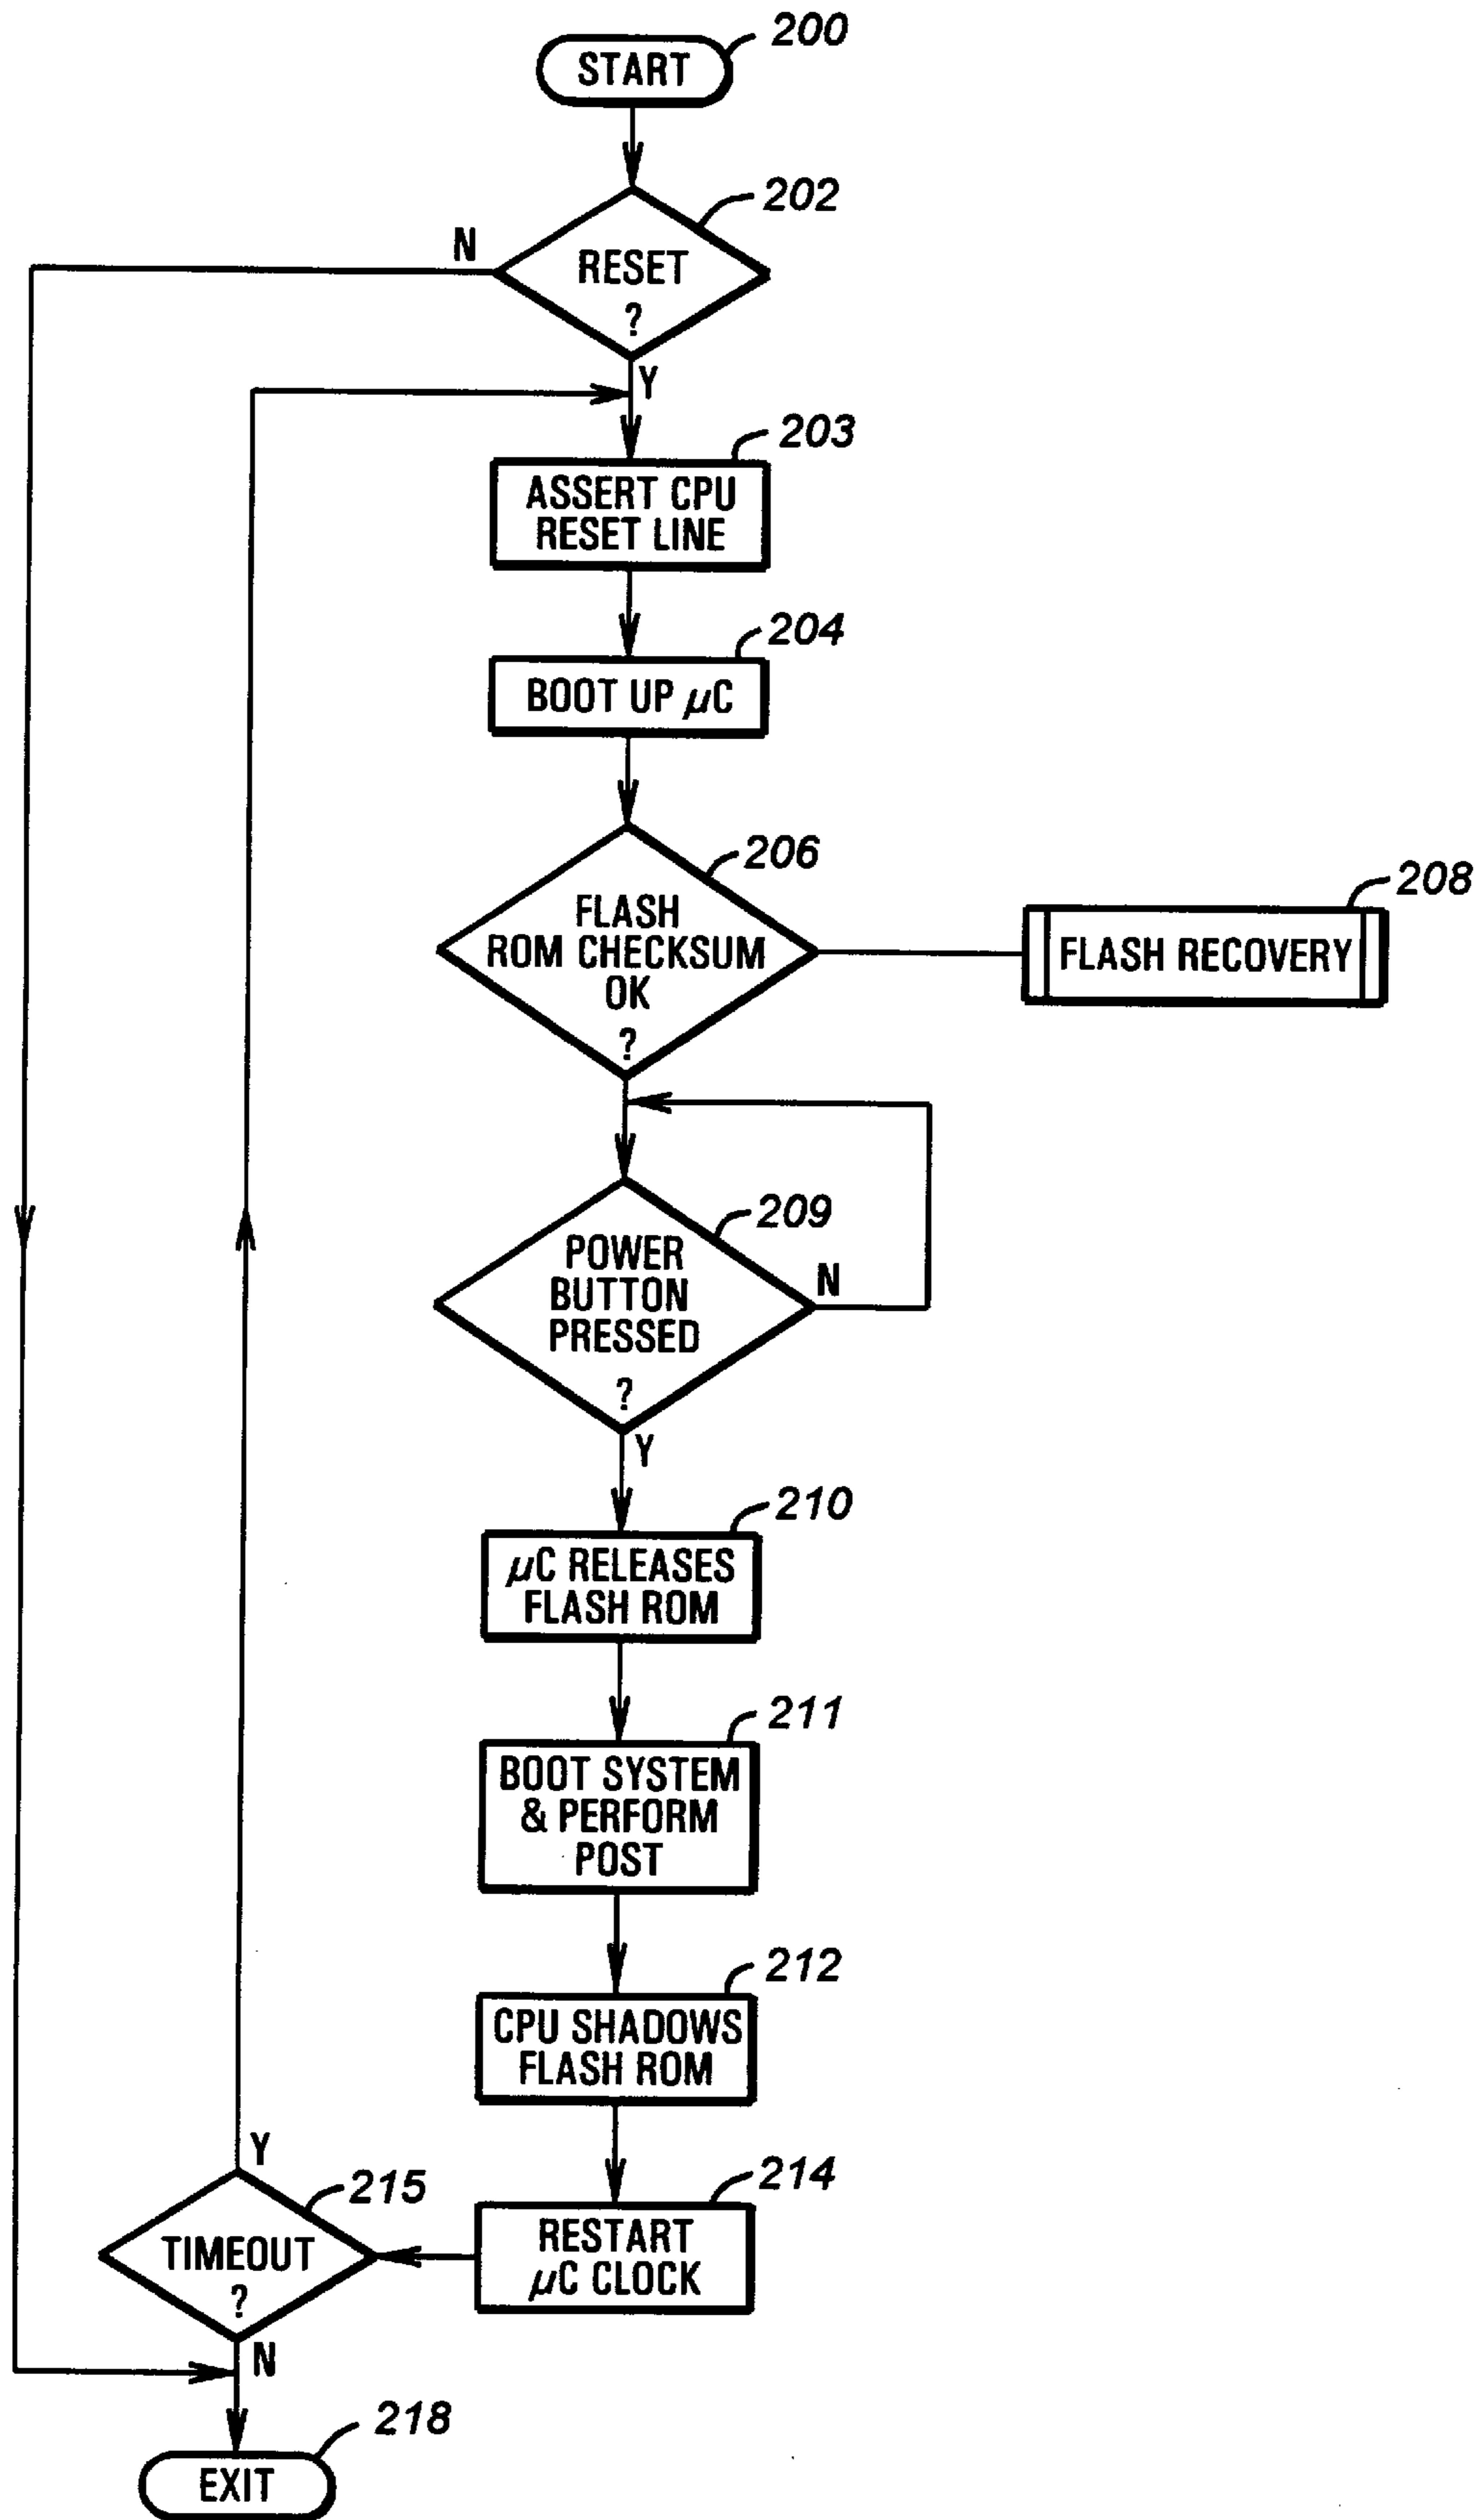 200
START
202
N
RESET
?
Y
203
ASSERT CPU
RESET LINE
204
BOOT UP µC
206
FLASH
ROM CHECKSUM
OK
?
208
FLASH RECOVERY
209
POWER
BUTTON
PRESSED
?
N
Y
210
µC RELEASES
FLASH ROM
211
BOOT SYSTEM
& PERFORM
POST
212
CPU SHADOWS
FLASH ROM
214
RESTART
µC CLOCK
Y
215
TIMEOUT
?
N
218
EXIT